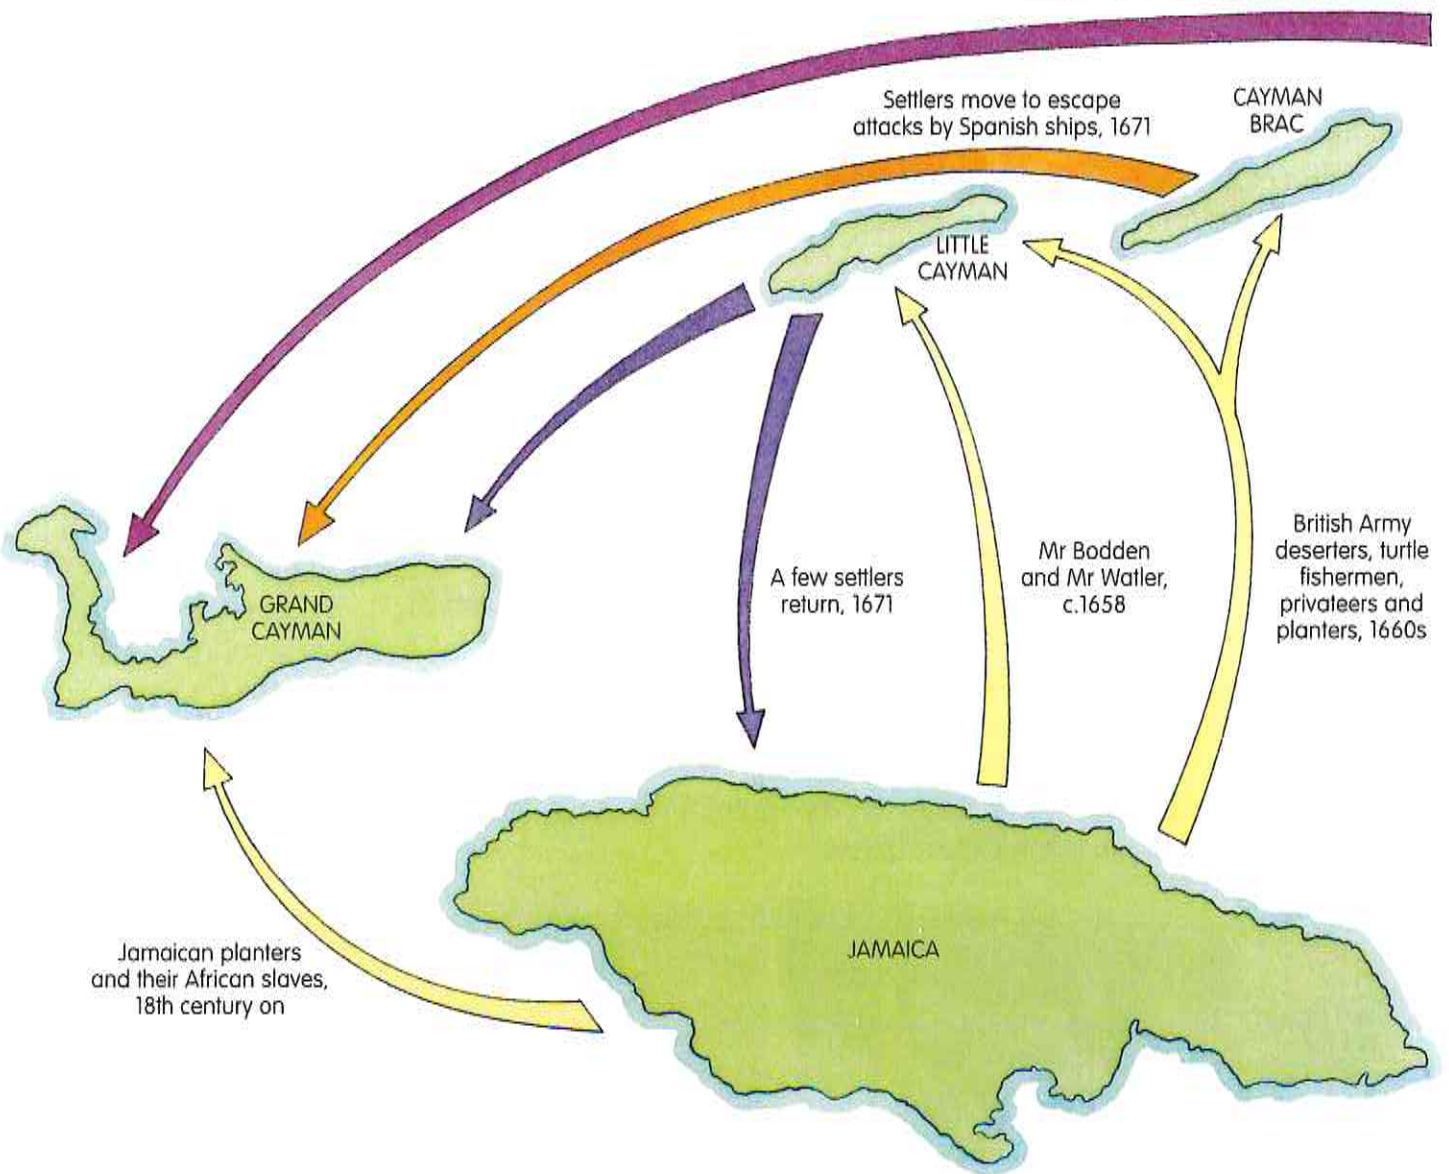 Settlers move to escape
attacks by Spanish ships, 1671
CAYMAN
BRAC
LITTLE
CAYMAN
GRAND
CAYMAN
A few settlers
return, 1671
Mr Bodden
and Mr Watler,
c.1658
British Army
deserters, turtle
fishermen,
privateers and
planters, 1660s
Jamaican planters
and their African slaves,
18th century on
JAMAICA